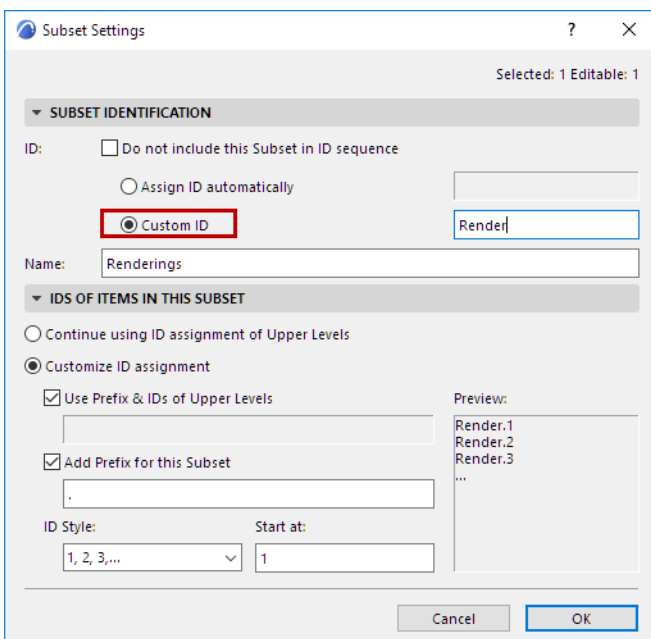 Subset Settings ?
Selected: 1 Editable: 1
SUBSET IDENTIFICATION
ID: Do not include this Subset in ID sequence
Assign ID automatically
Custom ID Render
Name: Renderings
IDS OF ITEMS IN THIS SUBSET
Continue using ID assignment of Upper Levels
Customize ID assignment
Use Prefix & IDs of Upper Levels Preview:
Render.1
Render.2
Add Prefix for this Subset Render.3
...
.
ID Style: Start at:
1, 2, 3,... 1
Cancel OK